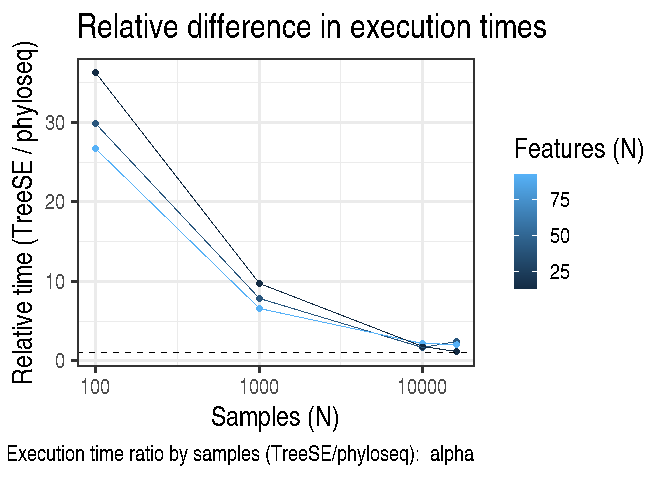 Relative difference in execution times
Relative time (TreeSE / phyloseq)
30
20
10
0
100
1000
10000
Samples (N)
Features (N)
75
50
25
Execution time ratio by samples (TreeSE/phyloseq):  alpha